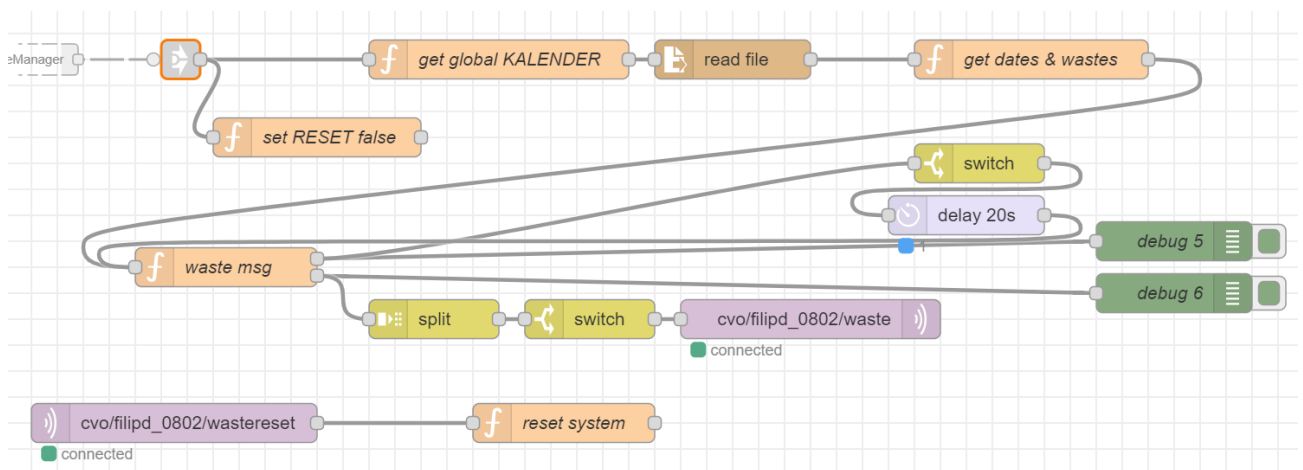 eManager
get global KALENDER
read file
get dates & wastes
set RESET false
switch
delay 20s
1
debug 5
waste msg
debug 6
split
switch
cvo/filipd_0802/waste
connected
cvo/filipd_0802/wastereset
reset system
connected